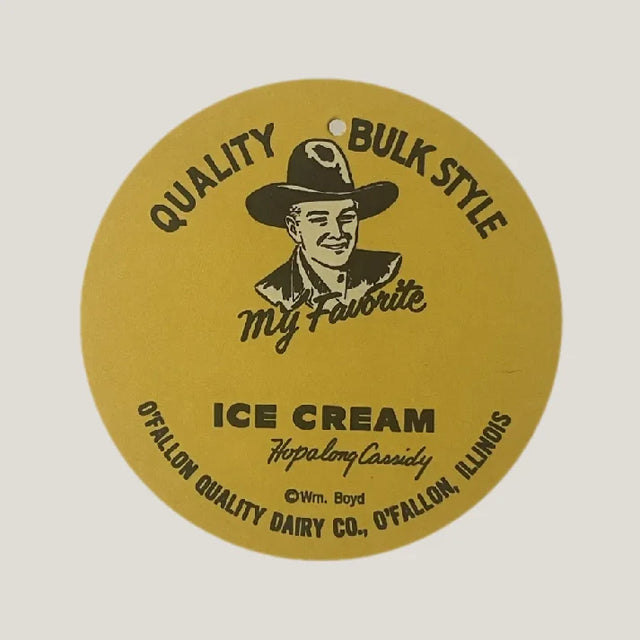 QUALITY BULK STYLE
My Favorite
ICE CREAM
Hopalong Cassidy
©Wm. Boyd
O'FALLON QUALITY DAIRY CO., O'FALLON, ILLINOIS